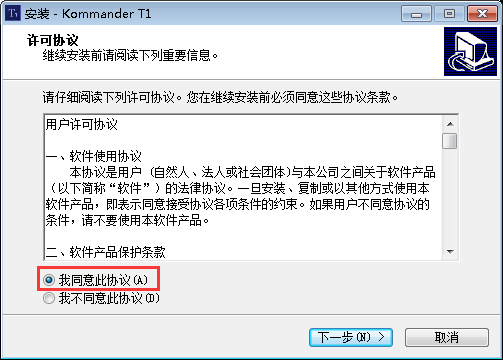 T1 安装 - Kommander T1
许可协议
继续安装前请阅读下列重要信息。
请仔细阅读下列许可协议。您在继续安装前必须同意这些协议条款。
用户许可协议
一、软件使用协议
本协议是用户 (自然人、法人或社会团体)与本公司之间关于软件产品
(以下简称“软件”)的法律协议。一旦安装、复制或以其他方式使用本
软件产品，即表示同意接受协议各项条件的约束。如果用户不同意协议的
条件，请不要使用本软件产品。
二、软件产品保护条款
我同意此协议(A)
我不同意此协议(D)
下一步(N) >
取消